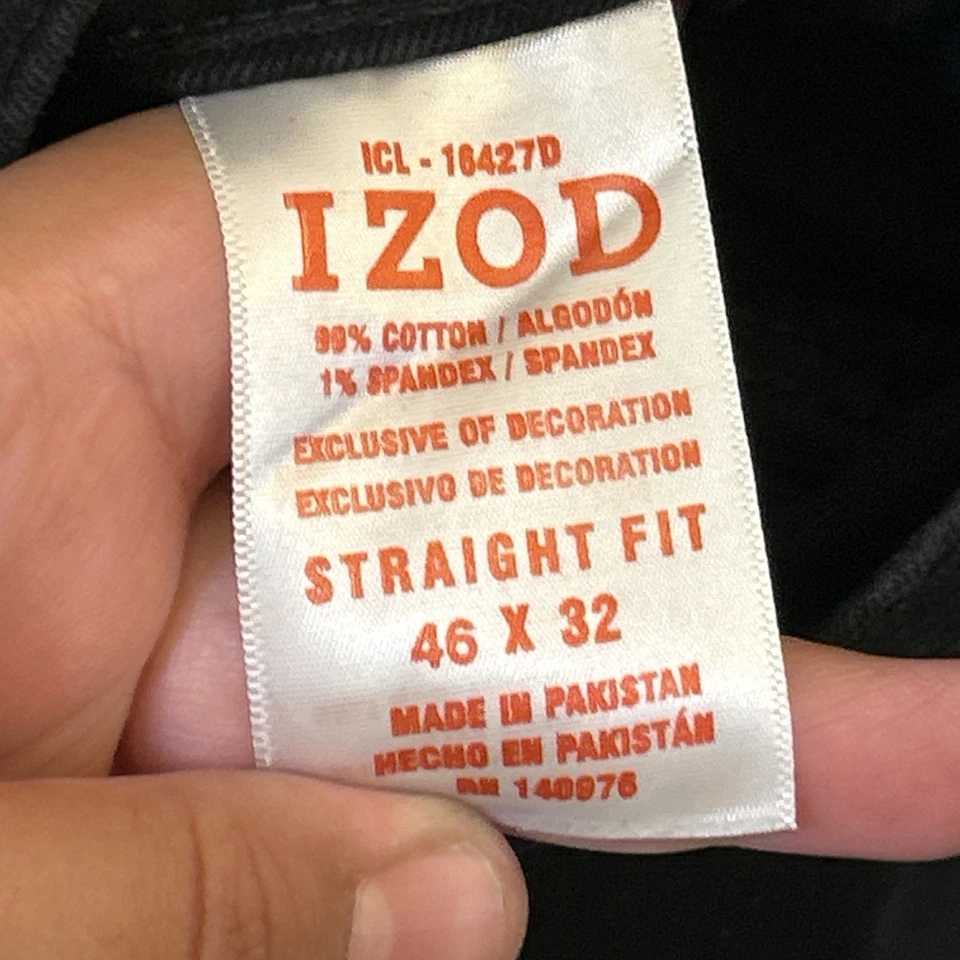 ICL - 16427D
IZOD
99% COTTON / ALGODÓN
1% SPANDEX / SPANDEX
EXCLUSIVE OF DECORATION
EXCLUSIVO DE DECORATION
STRAIGHT FIT
46 X 32
MADE IN PAKISTAN
HECHO EN PAKISTÁN
RN 140976